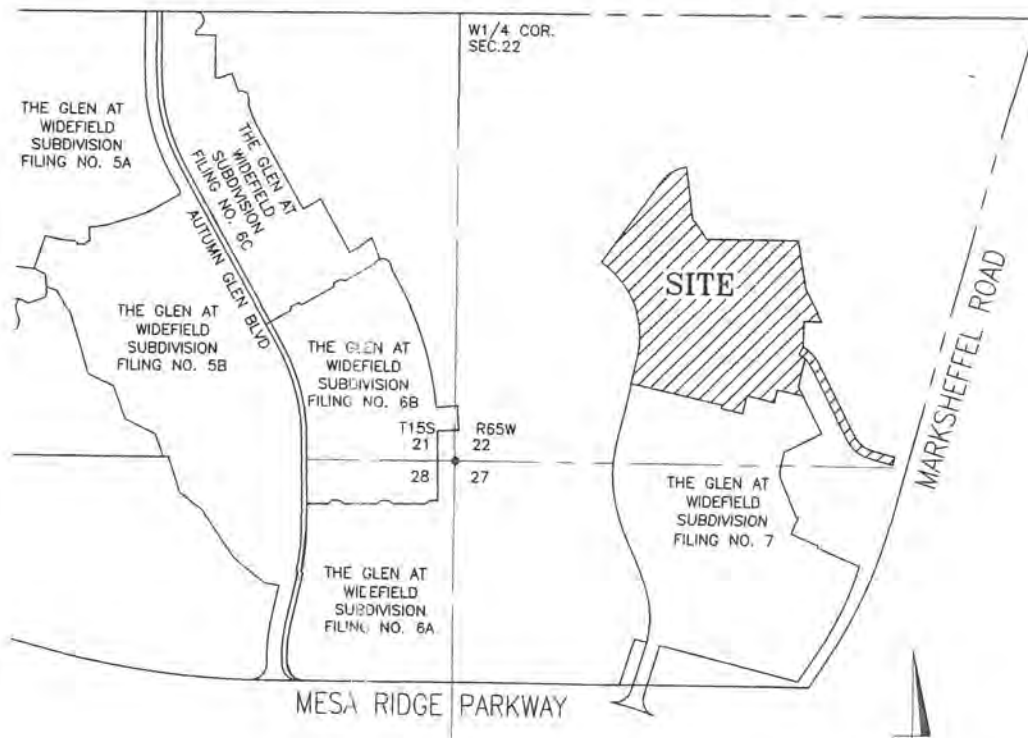 W1/4 COR.
SEC.22
THE GLEN AT
WIDEFIELD
SUBDIVISION
FILING NO. 5A
THE GLEN AT
WIDEFIELD
SUBDIVISION
FILING NO. 6C
AUTUMN GLEN BLVD
THE GLEN AT
WIDEFIELD
SUBDIVISION
FILING NO. 5B
THE GLEN AT
WIDEFIELD
SUBDIVISION
FILING NO. 6B
SITE
MARKSHEFFEL ROAD
T15S R65W
21 22
28 27
THE GLEN AT
WIDEFIELD
SUBDIVISION
FILING NO. 7
THE GLEN AT
WIDEFIELD
SUBDIVISION
FILING NO. 6A
MESA RIDGE PARKWAY